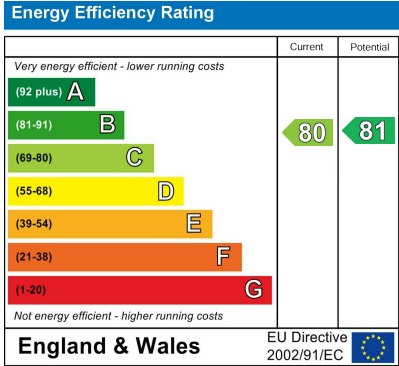 Energy Efficiency Rating
Current Potential
Very energy efficient - lower running costs
(92 plus) A
(81-91) B
(69-80) C
(55-68) D
(39-54) E
(21-38) F
(1-20) G
80 81
Not energy efficient - higher running costs
England & Wales
EU Directive
2002/91/EC